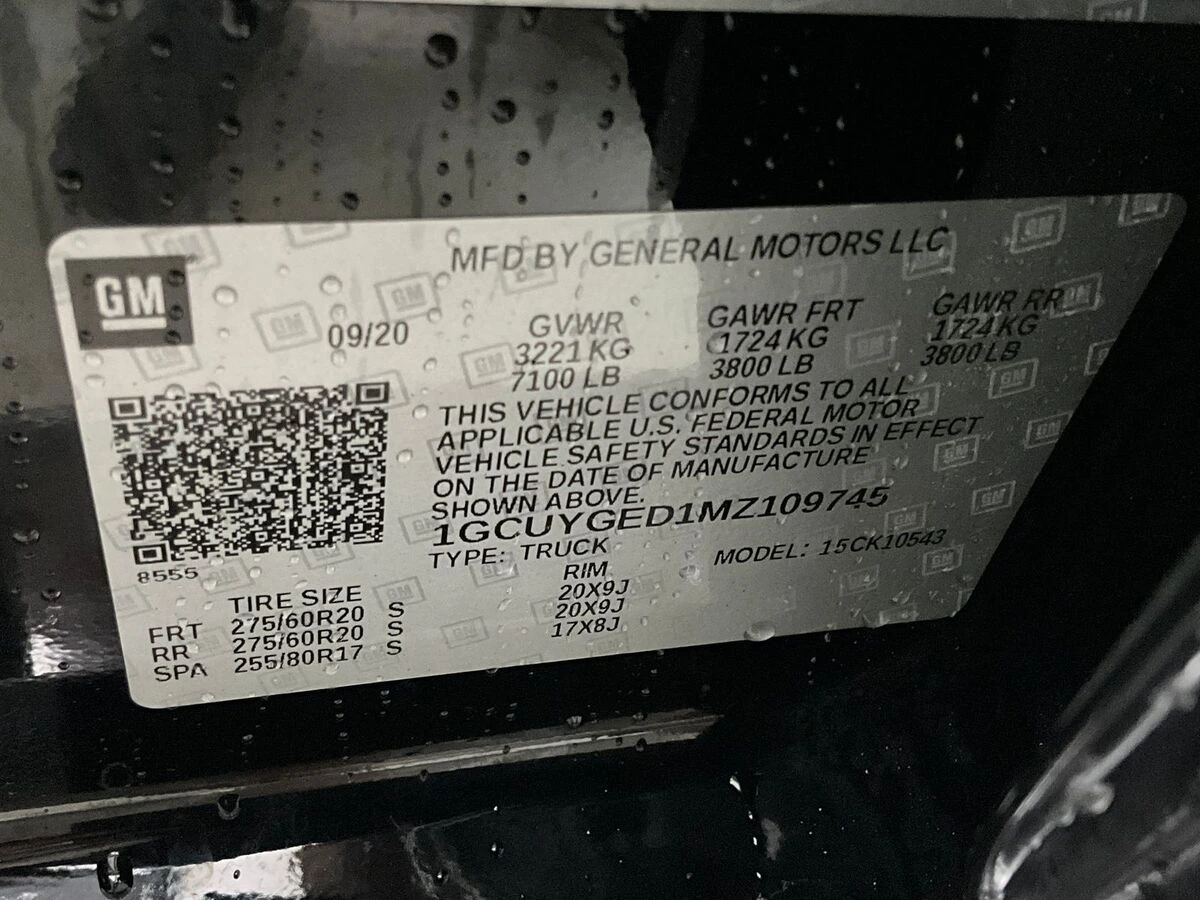 GM
MFD BY GENERAL MOTORS LLC
09/20
GVWR GAWR FRT GAWR RR
3221 KG 1724 KG 1724 KG
7100 LB 3800 LB 3800 LB
THIS VEHICLE CONFORMS TO ALL
APPLICABLE U.S. FEDERAL MOTOR
VEHICLE SAFETY STANDARDS IN EFFECT
ON THE DATE OF MANUFACTURE
SHOWN ABOVE.
1GCUYGED1MZ109745
TYPE: TRUCK MODEL: 15CK10543
8555
TIRE SIZE RIM
FRT 275/60R20 S 20X9J
RR 275/60R20 S 20X9J
SPA 255/80R17 S 17X8J